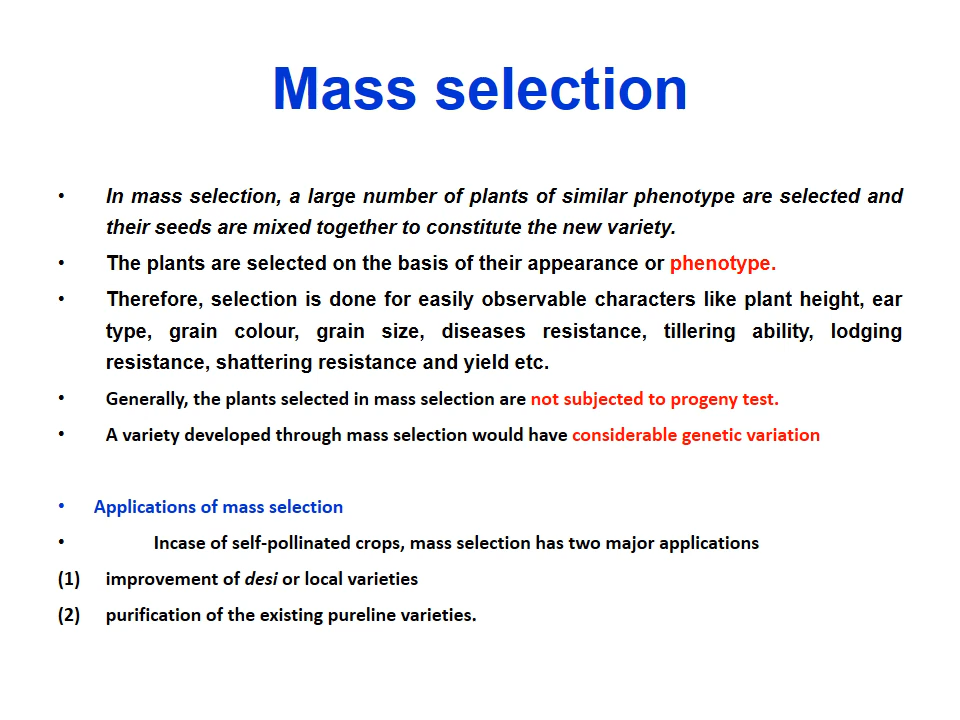 Mass selection
• In mass selection, a large number of plants of similar phenotype are selected and
their seeds are mixed together to constitute the new variety.
• The plants are selected on the basis of their appearance or phenotype.
• Therefore, selection is done for easily observable characters like plant height, ear
type, grain colour, grain size, diseases resistance, tillering ability, lodging
resistance, shattering resistance and yield etc.
• Generally, the plants selected in mass selection are not subjected to progeny test.
• A variety developed through mass selection would have considerable genetic variation
• Applications of mass selection
• Incase of self-pollinated crops, mass selection has two major applications
(1) improvement of desi or local varieties
(2) purification of the existing pureline varieties.